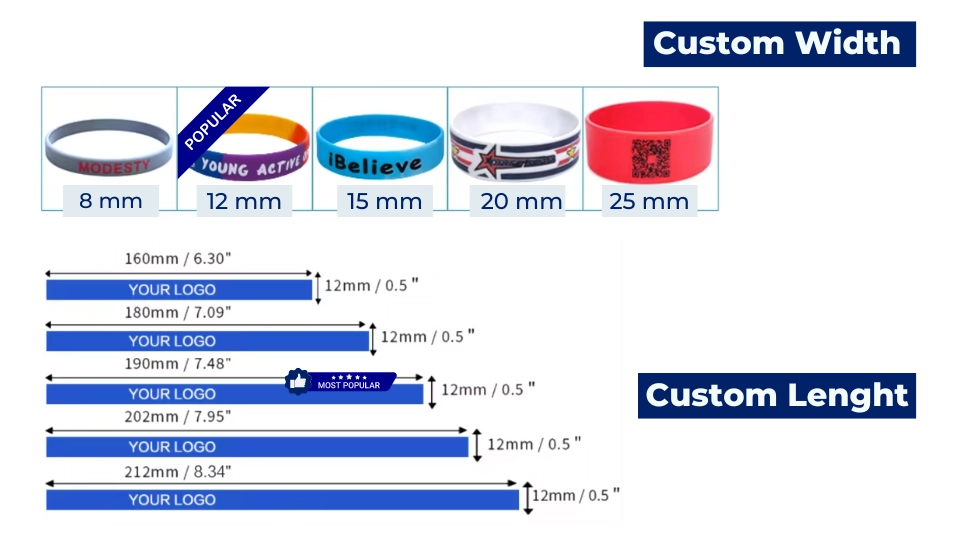 Custom Width
POPULAR
MODESTY
YOUNG ACTIVE
iBelieve
8 mm
12 mm
15 mm
20 mm
25 mm
160mm / 6.30"
YOUR LOGO
12mm / 0.5 "
180mm / 7.09"
YOUR LOGO
12mm / 0.5 "
190mm / 7.48"
MOST POPULAR
YOUR LOGO
12mm / 0.5 "
Custom Lenght
202mm / 7.95"
YOUR LOGO
12mm / 0.5 "
212mm / 8.34"
YOUR LOGO
12mm / 0.5 "